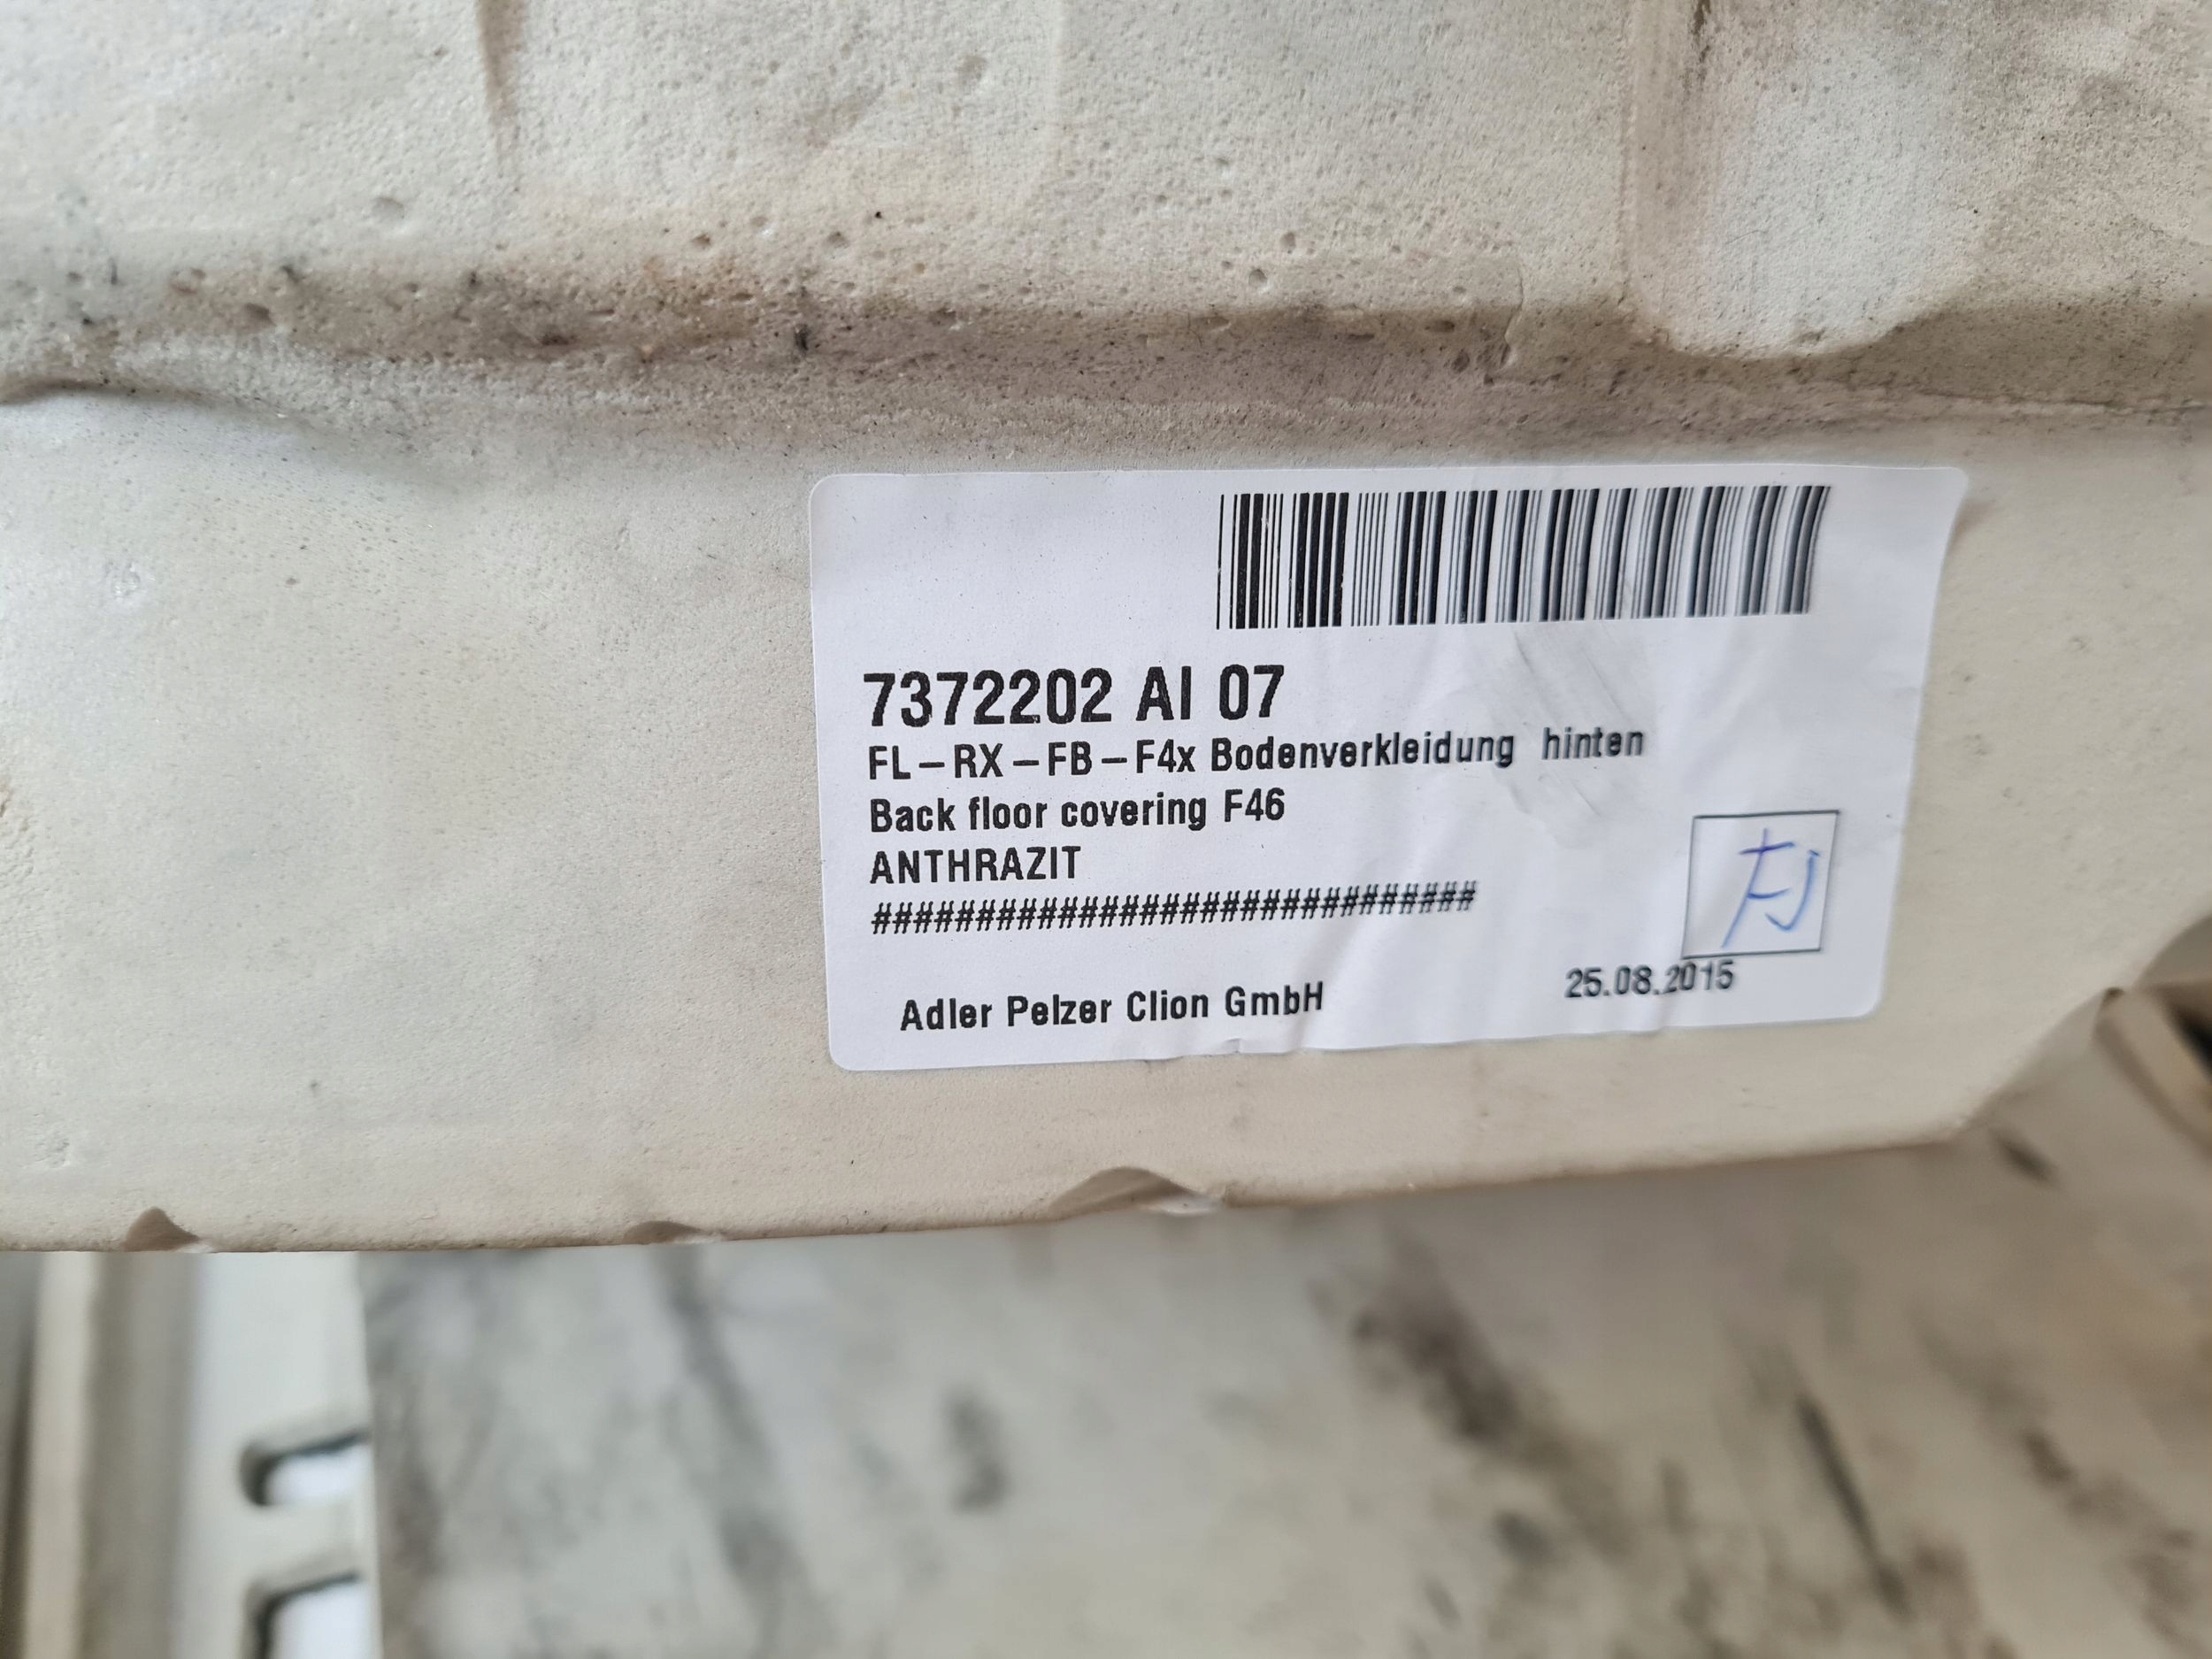 7372202 AI 07
FL-RX-FB-F4x Bodenverkleidung hinten
Back floor covering F46
ANTHRAZIT
##############################
Adler Pelzer Clion GmbH
25.08.2015